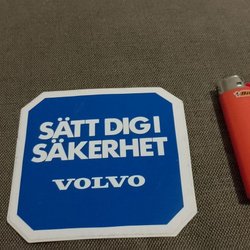 SÄTT DIG I
SÄKERHET
VOLVO